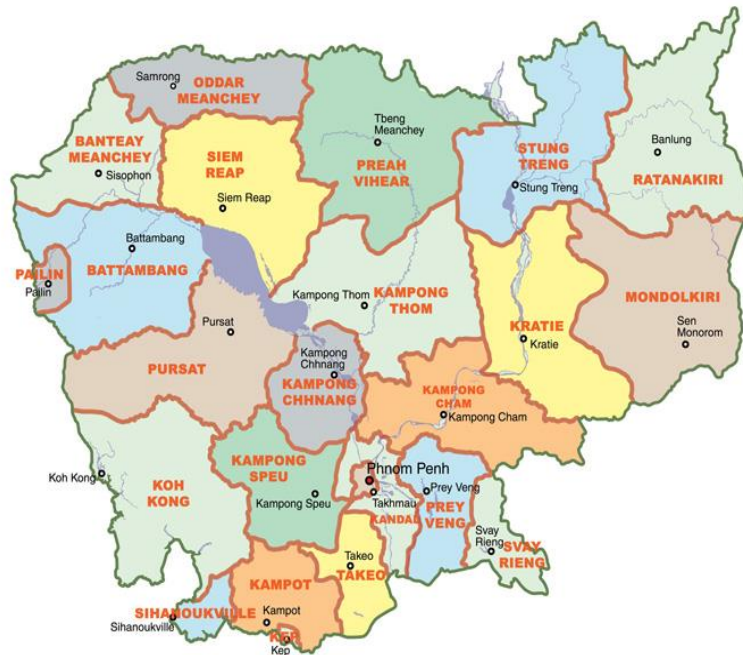 Samrong
ODDAR
MEANCHEY
Tbeng
Meanchey
BANTEAY
MEANCHEY
Sisophon
SIEM
REAP
Siem Reap
PREAH
VIHEAR
STUNG
TRENG
Stung Treng
Banlung
RATANAKIRI
Battambang
BATTAMBANG
PAILIN
Pailin
Kampong Thom
KAMPONG
THOM
KRATIE
Kratie
MONDOLKIRI
Sen
Monorom
Pursat
PURSAT
Kampong
Chhnang
KAMPONG
CHHNANG
KAMPONG
CHAM
Kampong Cham
KAMPONG
SPEU
Kampong Speu
Koh Kong
KOH
KONG
Phnom Penh
Takhmau
KANDAL
Prey Veng
PREY
VENG
Svay
Rieng
SVAY
RIENG
Takeo
TAKEO
KAMPOT
Kampot
SIHANOUKVILLE
Sihanoukville
KEP
Kep